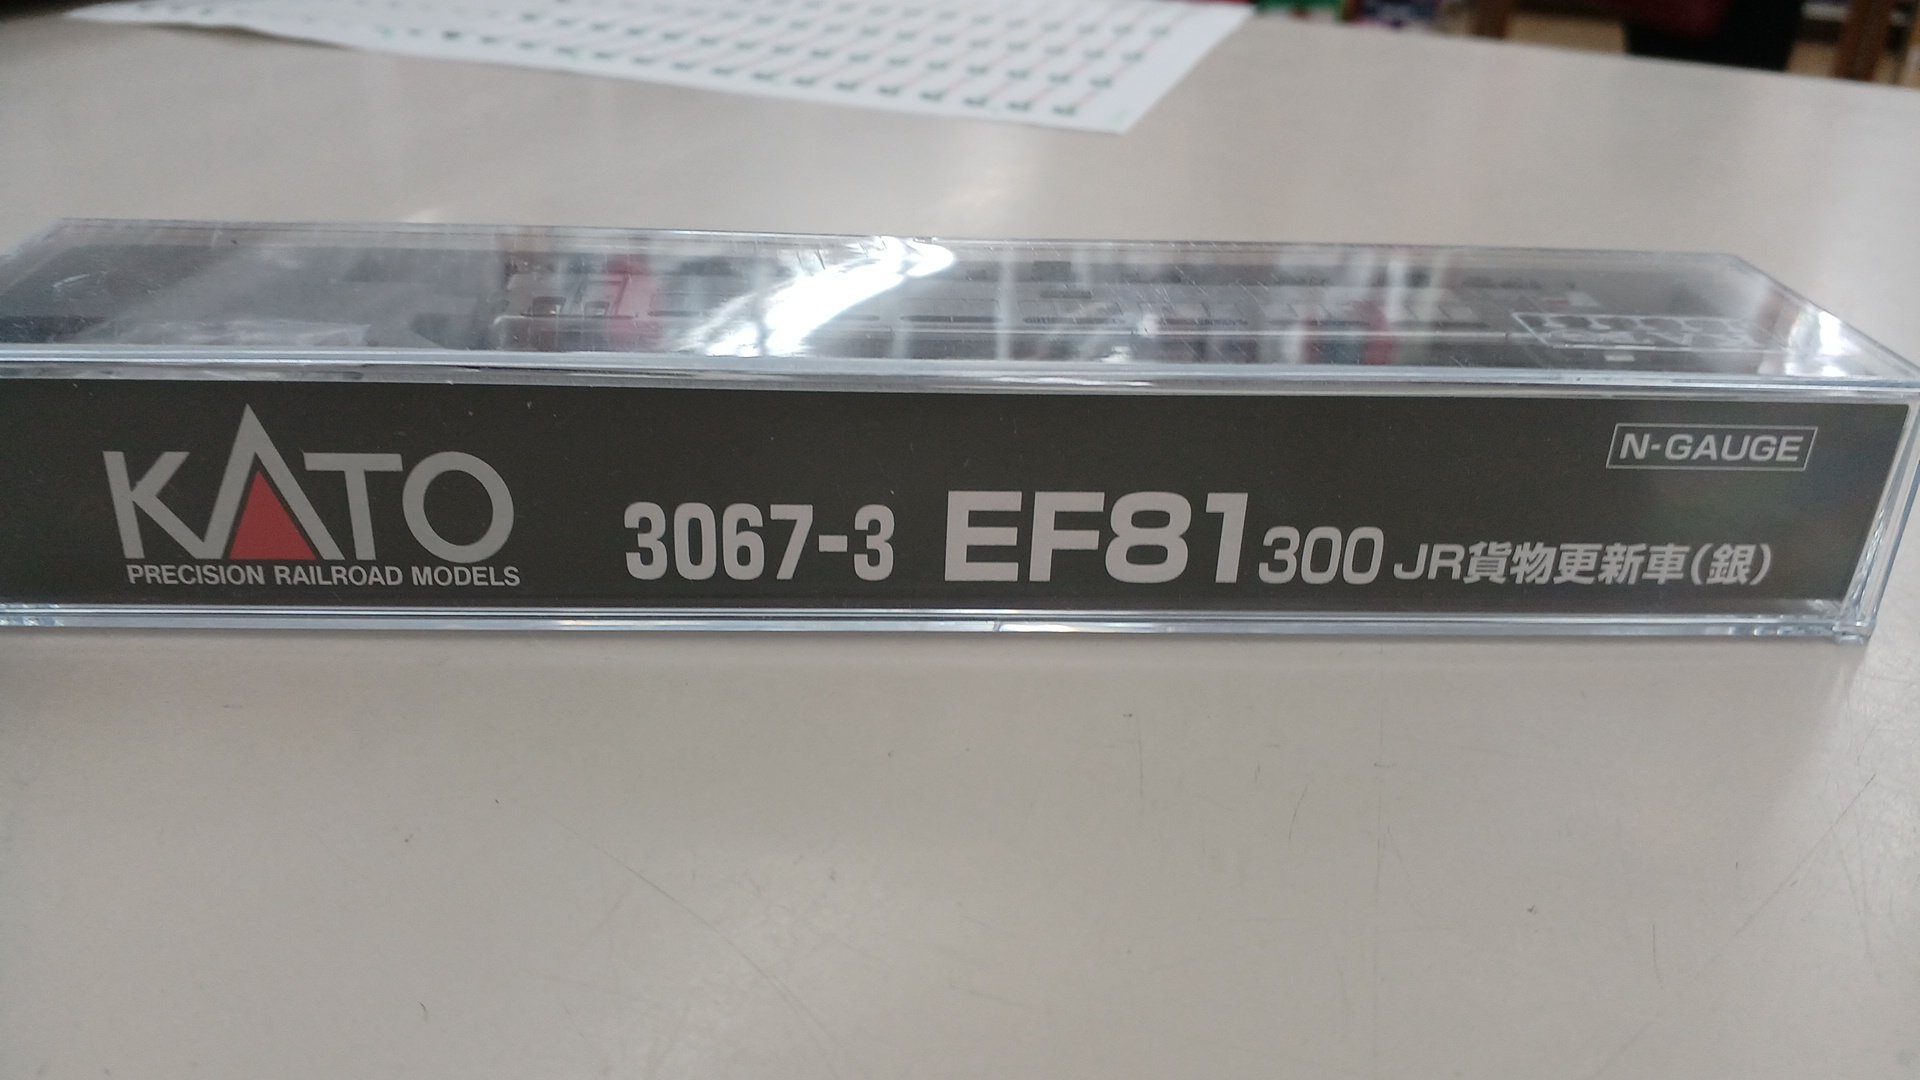 N-GAUGE
KATO
PRECISION RAILROAD MODELS
3067-3 EF81 300 JR貨物更新車(銀)